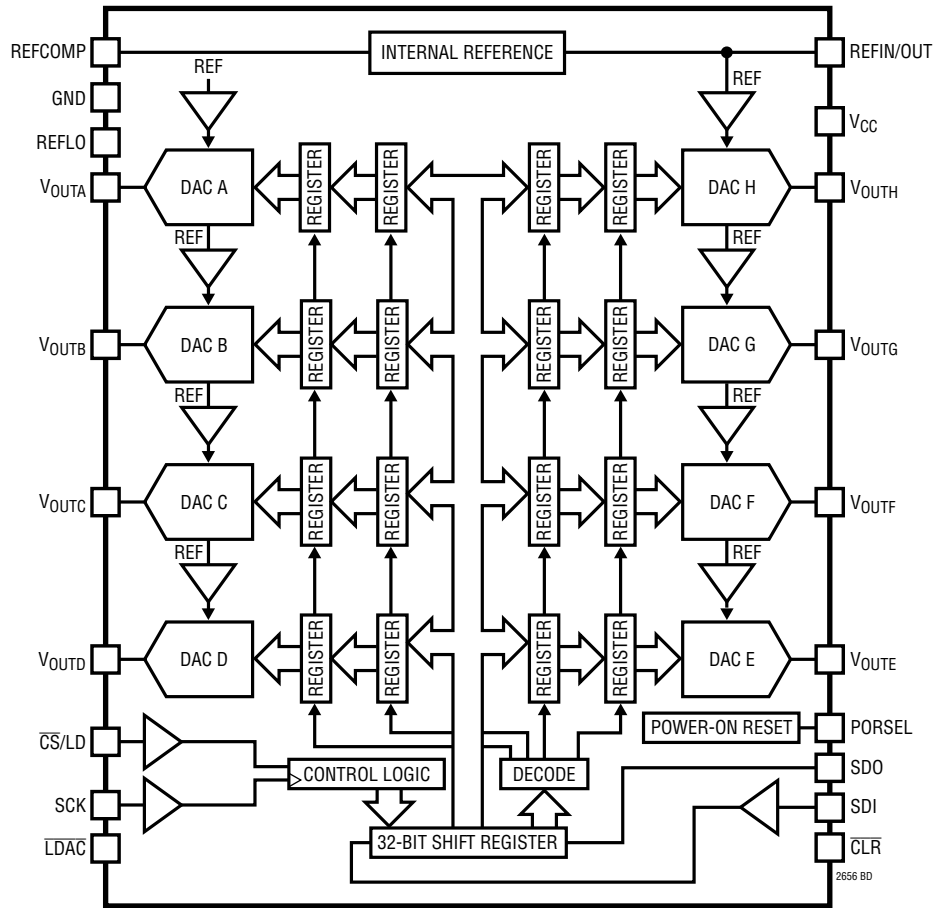 REFCOMP
INTERNAL REFERENCE
REFIN/OUT
REF
REF
GND
VCC
REFLO
VOUTA
DAC A
REGISTER
REGISTER
REGISTER
REGISTER
DAC H
VOUTH
REF
REF
VOUTB
DAC B
REGISTER
REGISTER
REGISTER
REGISTER
DAC G
VOUTG
REF
REF
VOUTC
DAC C
REGISTER
REGISTER
REGISTER
REGISTER
DAC F
VOUTF
REF
REF
VOUTD
DAC D
REGISTER
REGISTER
REGISTER
REGISTER
DAC E
VOUTE
POWER-ON RESET
PORSEL
CS/LD
CONTROL LOGIC
DECODE
SDO
SCK
SDI
LDAC
32-BIT SHIFT REGISTER
CLR
2656 BD